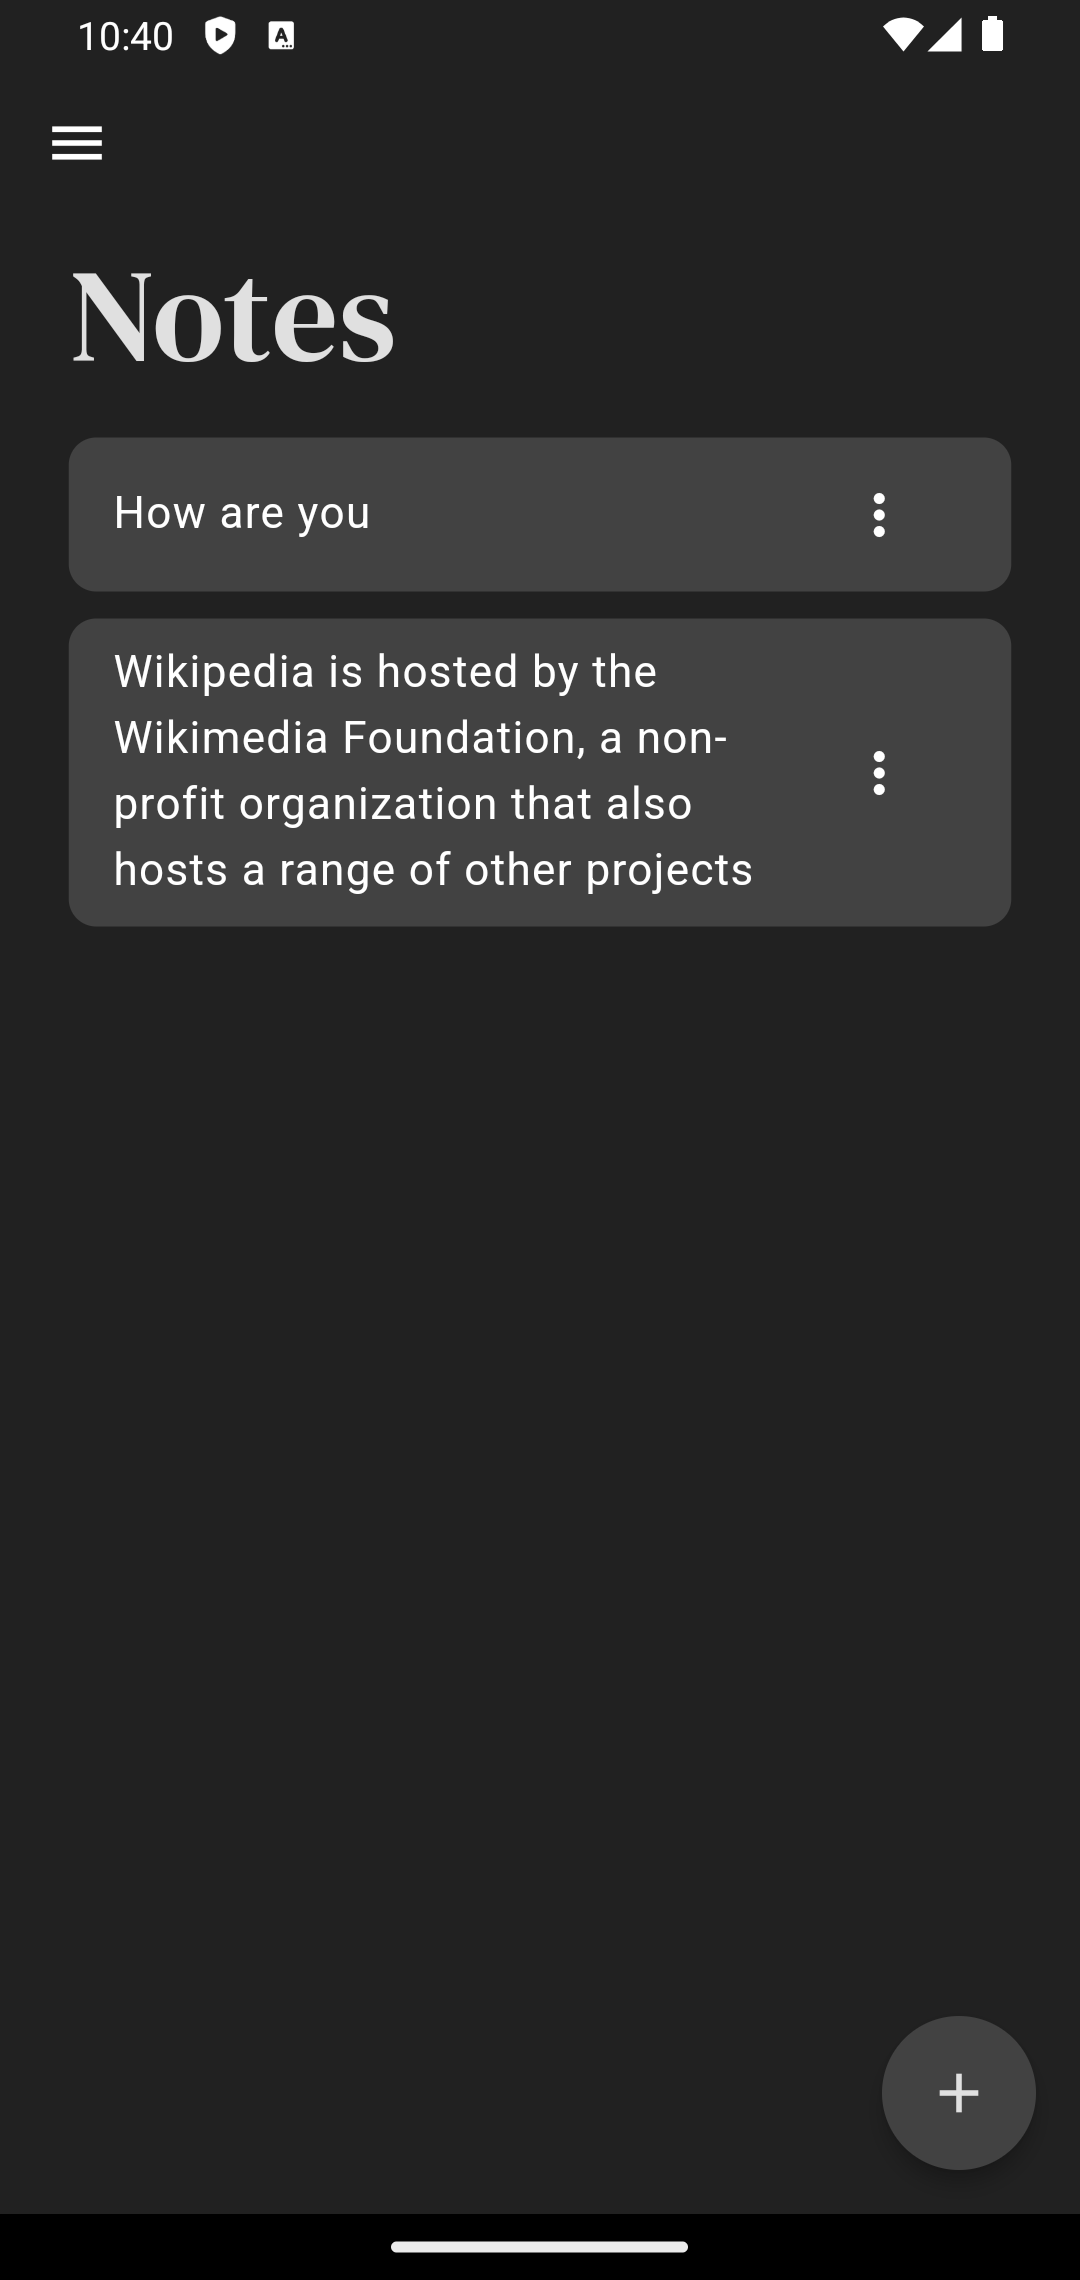 10:40
Notes
How are you
Wikipedia is hosted by the
Wikimedia Foundation, a non-
profit organization that also
hosts a range of other projects